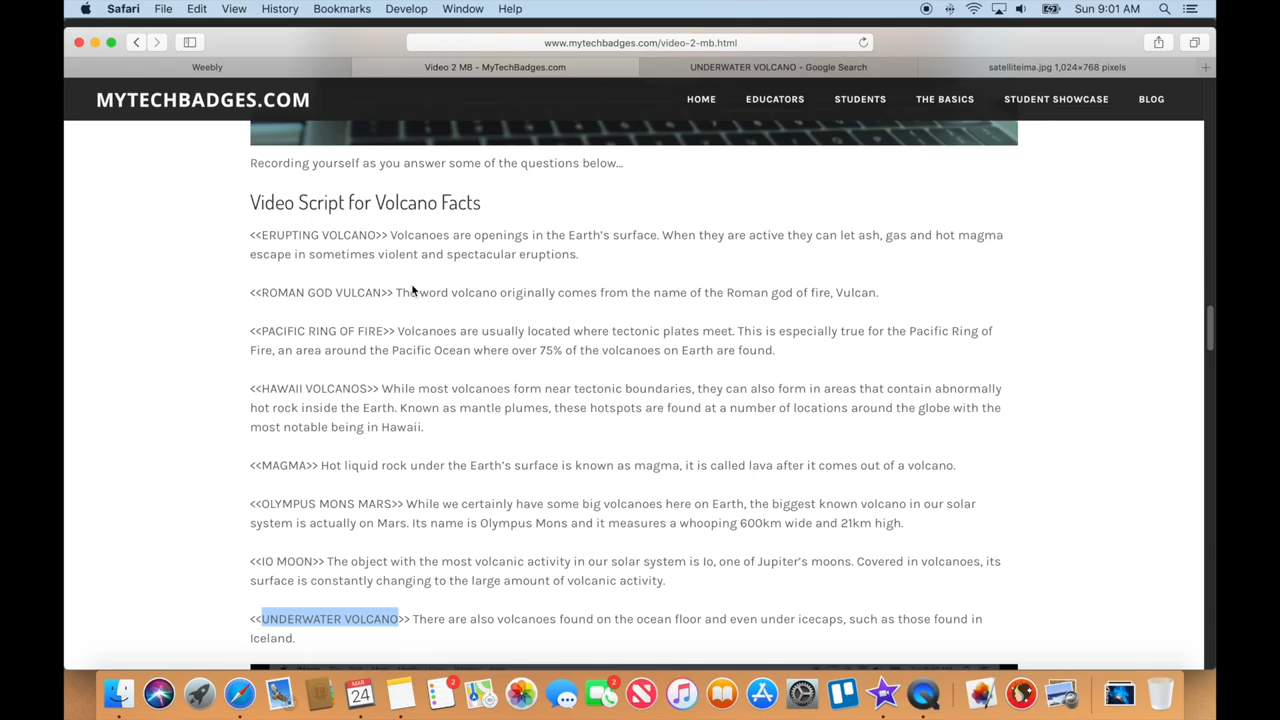 Safari File Edit View History Bookmarks Develop Window Help Sun 9:01 AM
www.mytechbadges.com/video-2-mb.html
Weebly Video 2 MB - MyTechBadges.com UNDERWATER VOLCANO - Google Search satelliteima.jpg 1,024×768 pixels
MYTECHBADGES.COM HOME EDUCATORS STUDENTS THE BASICS STUDENT SHOWCASE BLOG
Recording yourself as you answer some of the questions below...
Video Script for Volcano Facts
<<ERUPTING VOLCANO>> Volcanoes are openings in the Earth's surface. When they are active they can let ash, gas and hot magma
escape in sometimes violent and spectacular eruptions.
<<ROMAN GOD VULCAN>> The word volcano originally comes from the name of the Roman god of fire, Vulcan.
<<PACIFIC RING OF FIRE>> Volcanoes are usually located where tectonic plates meet. This is especially true for the Pacific Ring of
Fire, an area around the Pacific Ocean where over 75% of the volcanoes on Earth are found.
<<HAWAII VOLCANOS>> While most volcanoes form near tectonic boundaries, they can also form in areas that contain abnormally
hot rock inside the Earth. Known as mantle plumes, these hotspots are found at a number of locations around the globe with the
most notable being in Hawaii.
<<MAGMA>> Hot liquid rock under the Earth's surface is known as magma, it is called lava after it comes out of a volcano.
<<OLYMPUS MONS MARS>> While we certainly have some big volcanoes here on Earth, the biggest known volcano in our solar
system is actually on Mars. Its name is Olympus Mons and it measures a whooping 600km wide and 21km high.
<<IO MOON>> The object with the most volcanic activity in our solar system is Io, one of Jupiter's moons. Covered in volcanoes, its
surface is constantly changing to the large amount of volcanic activity.
<<UNDERWATER VOLCANO>> There are also volcanoes found on the ocean floor and even under icecaps, such as those found in
Iceland.
MAR
24
2
2